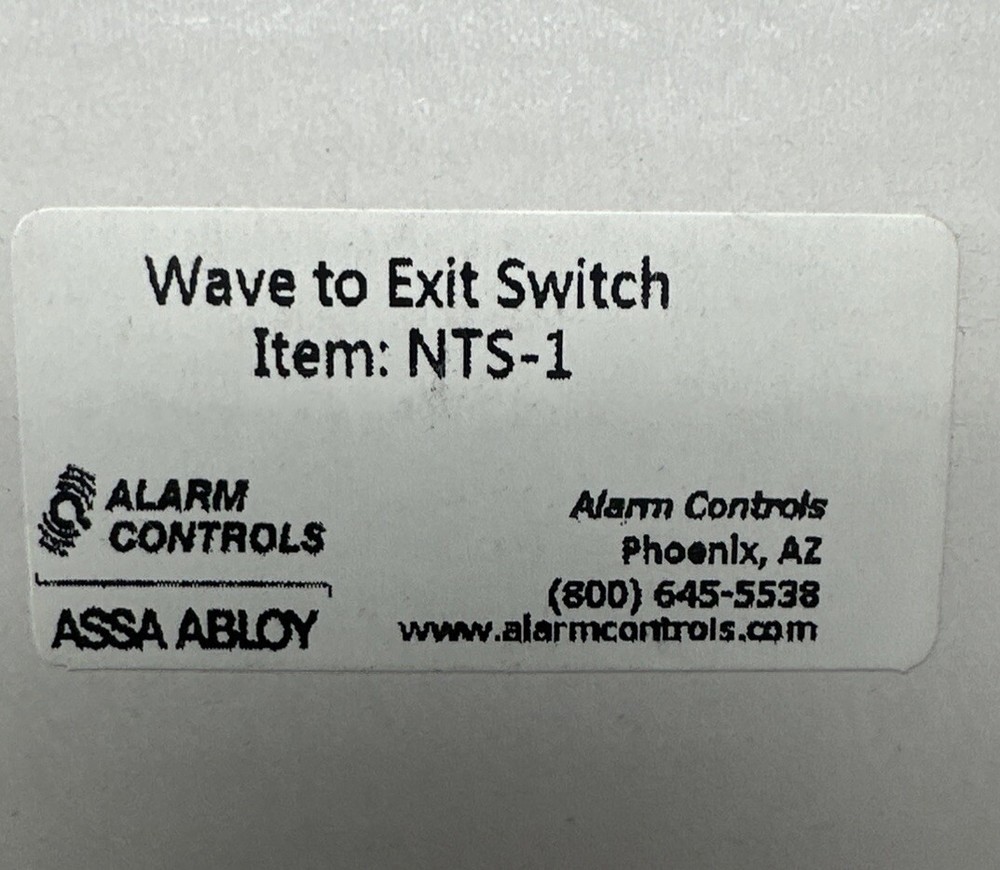 Wave to Exit Switch
Item: NTS-1
ALARM
CONTROLS
ASSA ABLOY
Alarm Controls
Phoenix, AZ
(800) 645-5538
www.alarmcontrols.com